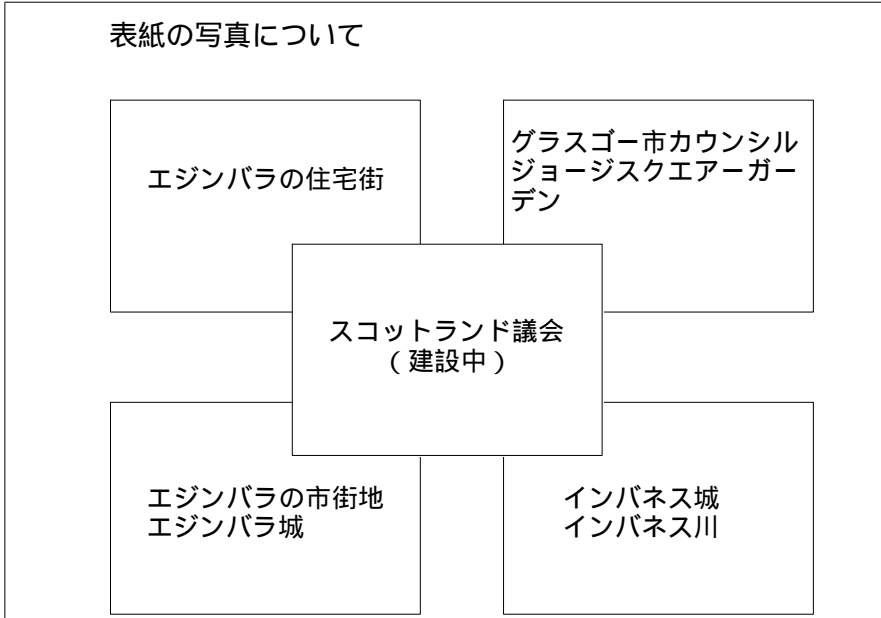 表紙の写真について
エジンバラの住宅街
グラスゴー市カウンシル
ジョージスクエアーガー
デン
スコットランド議会
(建設中)
エジンバラの市街地
エジンバラ城
インバネス城
インバネス川